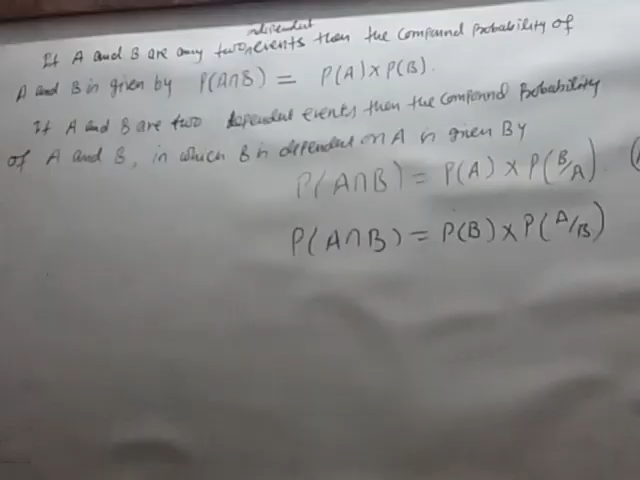 independent
If A and B are any two events then the compound Probability of
A and B is given by P(A∩B) = P(A) × P(B).
If A and B are two dependent events then the compound Probability
of A and B, in which B is dependent on A is given By
P(A∩B) = P(A) × P(B/A).
P(A∩B) = P(B) × P(A/B)